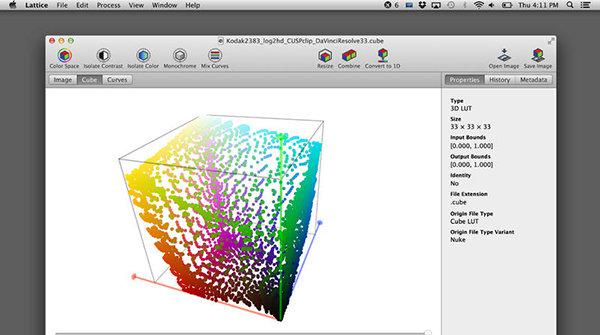 Lattice File Edit Process Window Help
6
Thu 4:11 PM
Kodak2383_log2hd_CUSPclip_DaVinciResolve33.cube
Color Space Isolate Contrast Isolate Color Monochrome Mix Curves Resize Combine Convert to 1D Open Image Save Image
Image Cube Curves Properties History Metadata
Type
3D LUT
Size
33 × 33 × 33
Input Bounds
[0.000, 1.000]
Output Bounds
[0.000, 1.000]
Identity
No
File Extension
.cube
Origin File Type
Cube LUT
Origin File Type Variant
Nuke